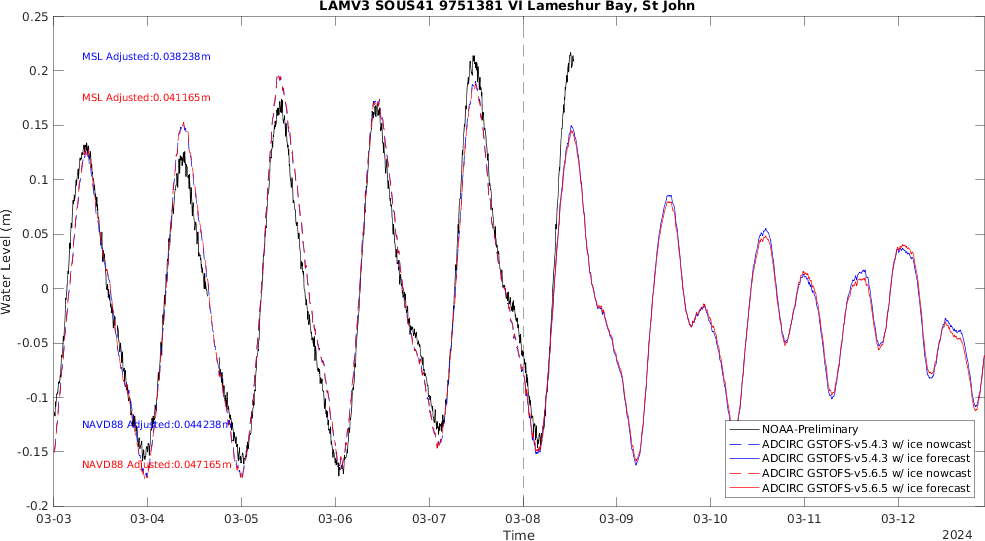 LAMV3 SOUS41 9751381 VI Lameshur Bay, St John
0.25
MSL Adjusted:0.038238m
0.2
MSL Adjusted:0.041165m
0.15
0.1
0.05
Water Level (m)
0
-0.05
-0.1
NAVD88 Adjusted:0.044238m
-0.15
NAVD88 Adjusted:0.047165m
-0.2
NOAA-Preliminary
ADCIRC GSTOFS-v5.4.3 w/ ice nowcast
ADCIRC GSTOFS-v5.4.3 w/ ice forecast
ADCIRC GSTOFS-v5.6.5 w/ ice nowcast
ADCIRC GSTOFS-v5.6.5 w/ ice forecast
03-03 03-04 03-05 03-06 03-07 03-08 03-09 03-10 03-11 03-12
Time
2024